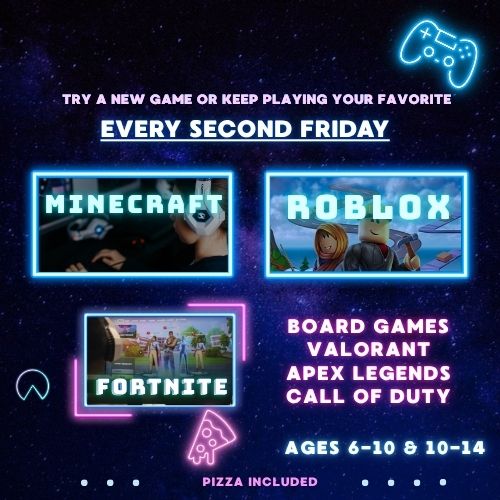 TRY A NEW GAME OR KEEP PLAYING YOUR FAVORITE
EVERY SECOND FRIDAY
MINECRAFT
ROBLOX
FORTNITE
BOARD GAMES
VALORANT
APEX LEGENDS
CALL OF DUTY
AGES 6-10 & 10-14
PIZZA INCLUDED